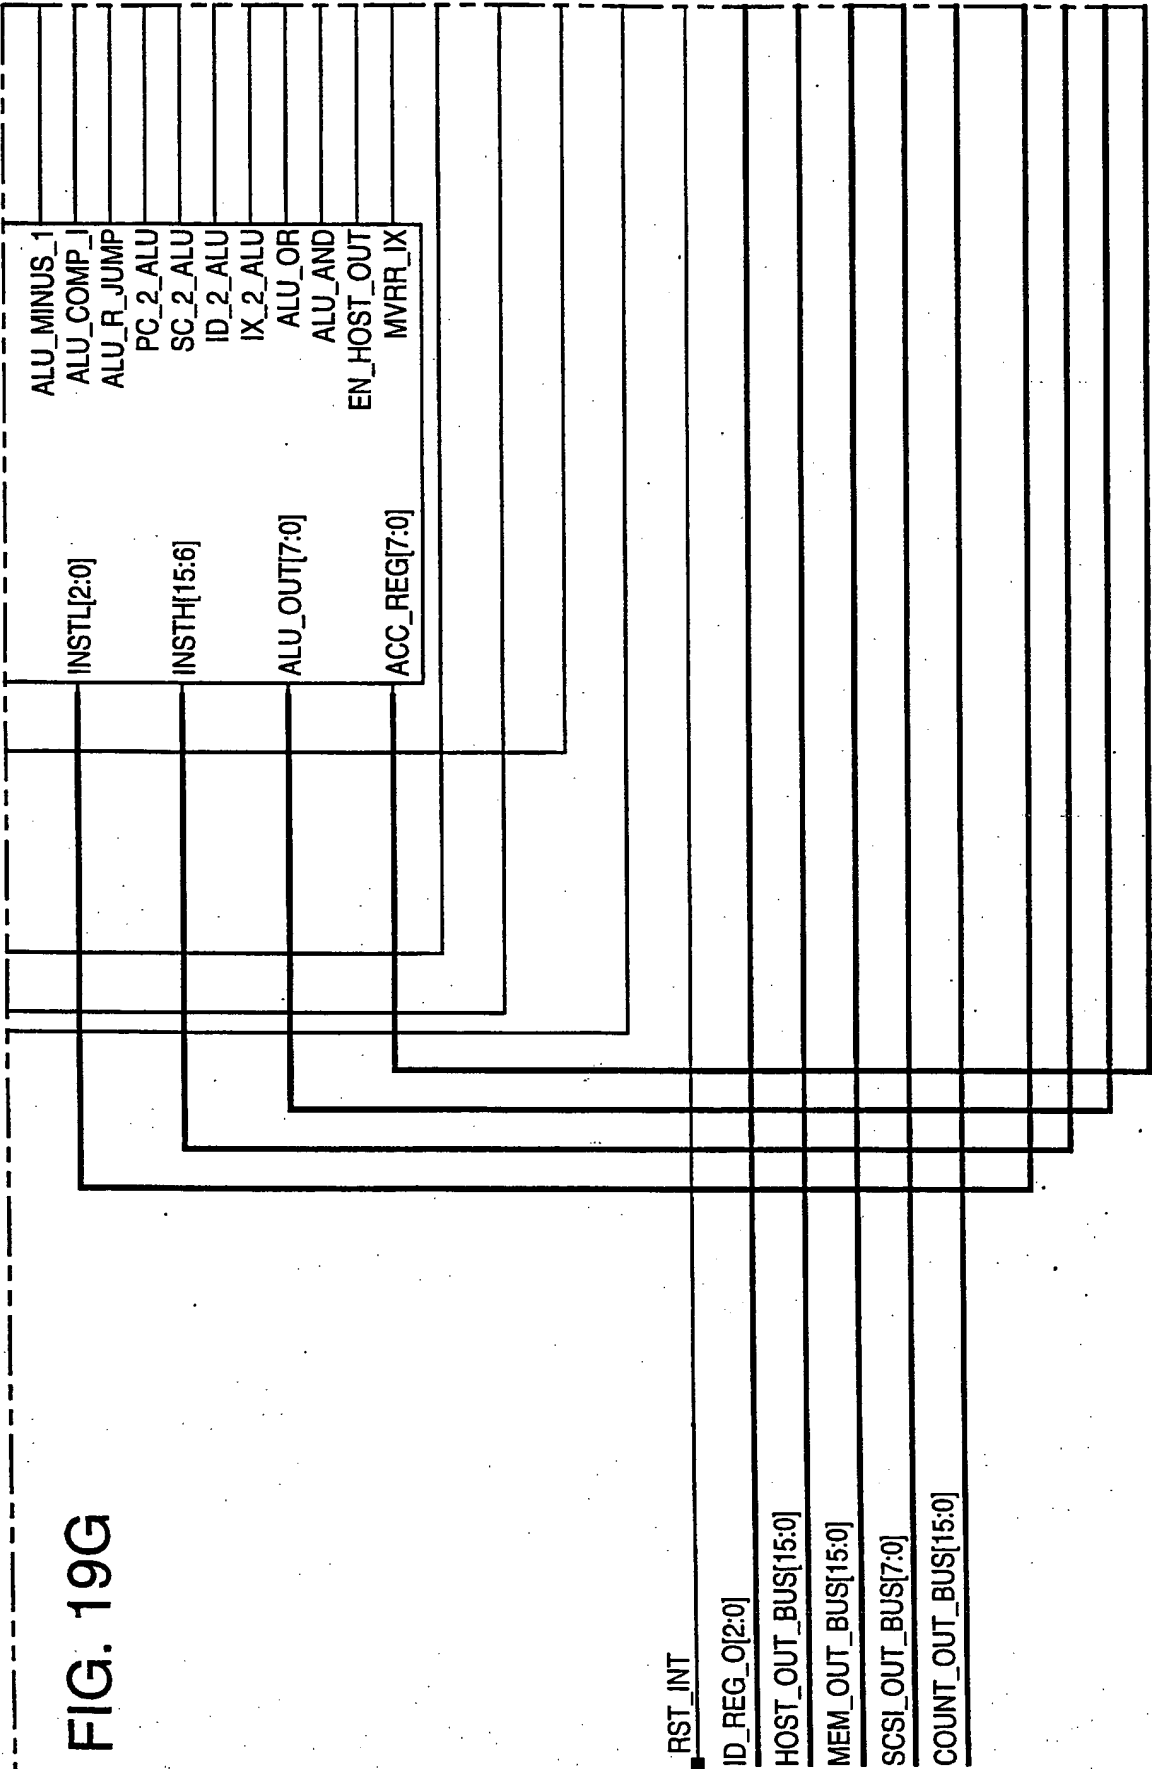 FIG. 19G
INSTL[2:0]
INSTH[15:6]
ALU_OUT[7:0]
ACC_REG[7:0]
ALU_MINUS_1
ALU_COMP_I
ALU_R_JUMP
PC_2_ALU
SC_2_ALU
ID_2_ALU
IX_2_ALU
ALU_OR
ALU_AND
EN_HOST_OUT
MVRR_IX
RST_INT
ID_REG_O[2:0]
HOST_OUT_BUS[15:0]
MEM_OUT_BUS[15:0]
SCSI_OUT_BUS[7:0]
COUNT_OUT_BUS[15:0]